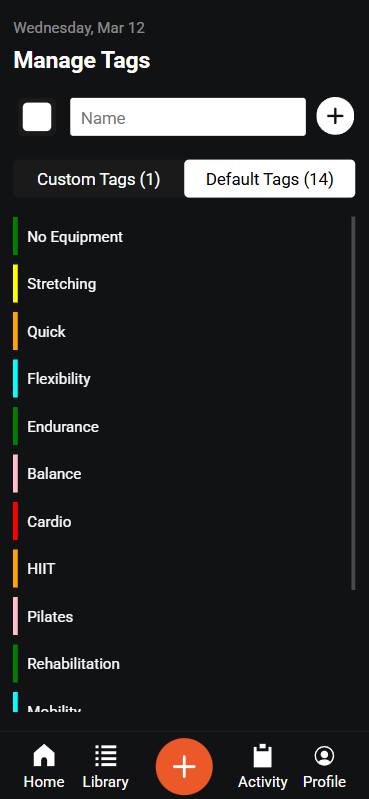 Wednesday, Mar 12
Manage Tags
Name
Custom Tags (1) Default Tags (14)
No Equipment
Stretching
Quick
Flexibility
Endurance
Balance
Cardio
HIIT
Pilates
Rehabilitation
Mobility
Home Library Activity Profile